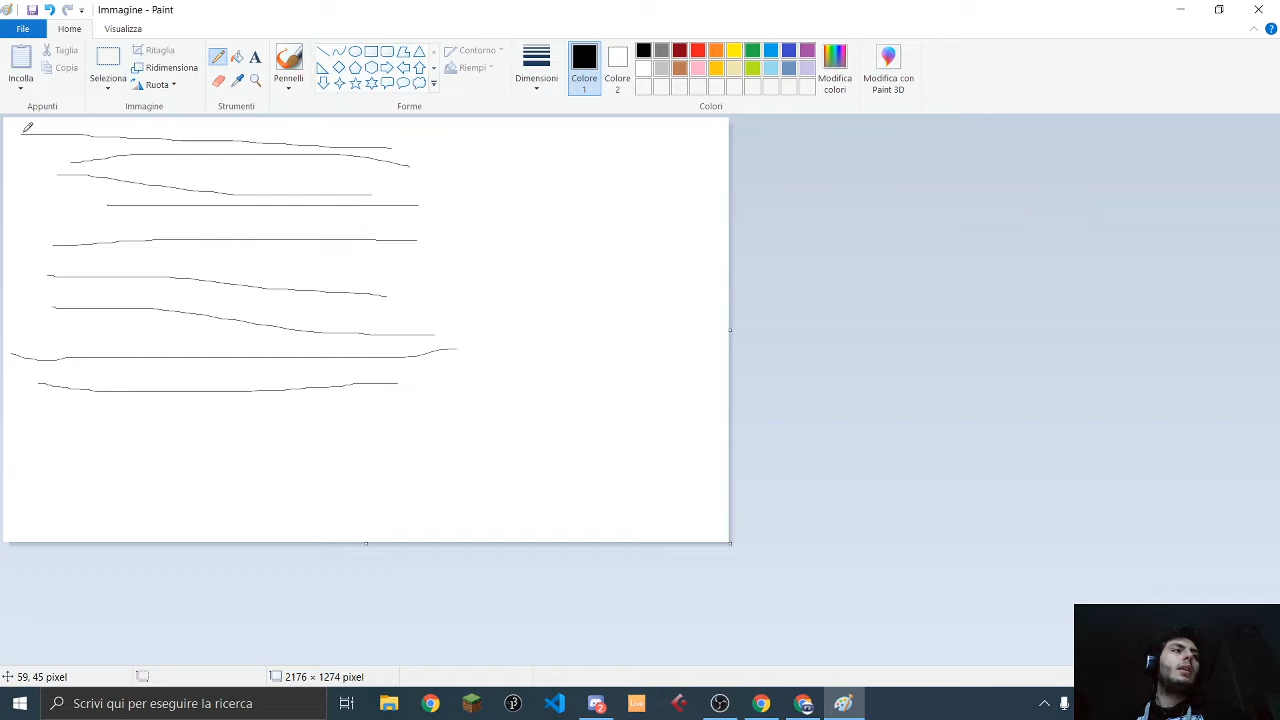 Immagine - Paint
File Home Visualizza
Incolla
Taglia
Copia
Appunti
Seleziona
Ritaglia
Ridimensiona
Ruota
Immagine
A
Strumenti
Pennelli
Forme
Contorno
Riempi
Dimensioni
Colore
1
Colore
2
Modifica
colori
Colori
Modifica con
Paint 3D
59, 45 pixel
2176 × 1274 pixel
Scrivi qui per eseguire la ricerca
Live
2